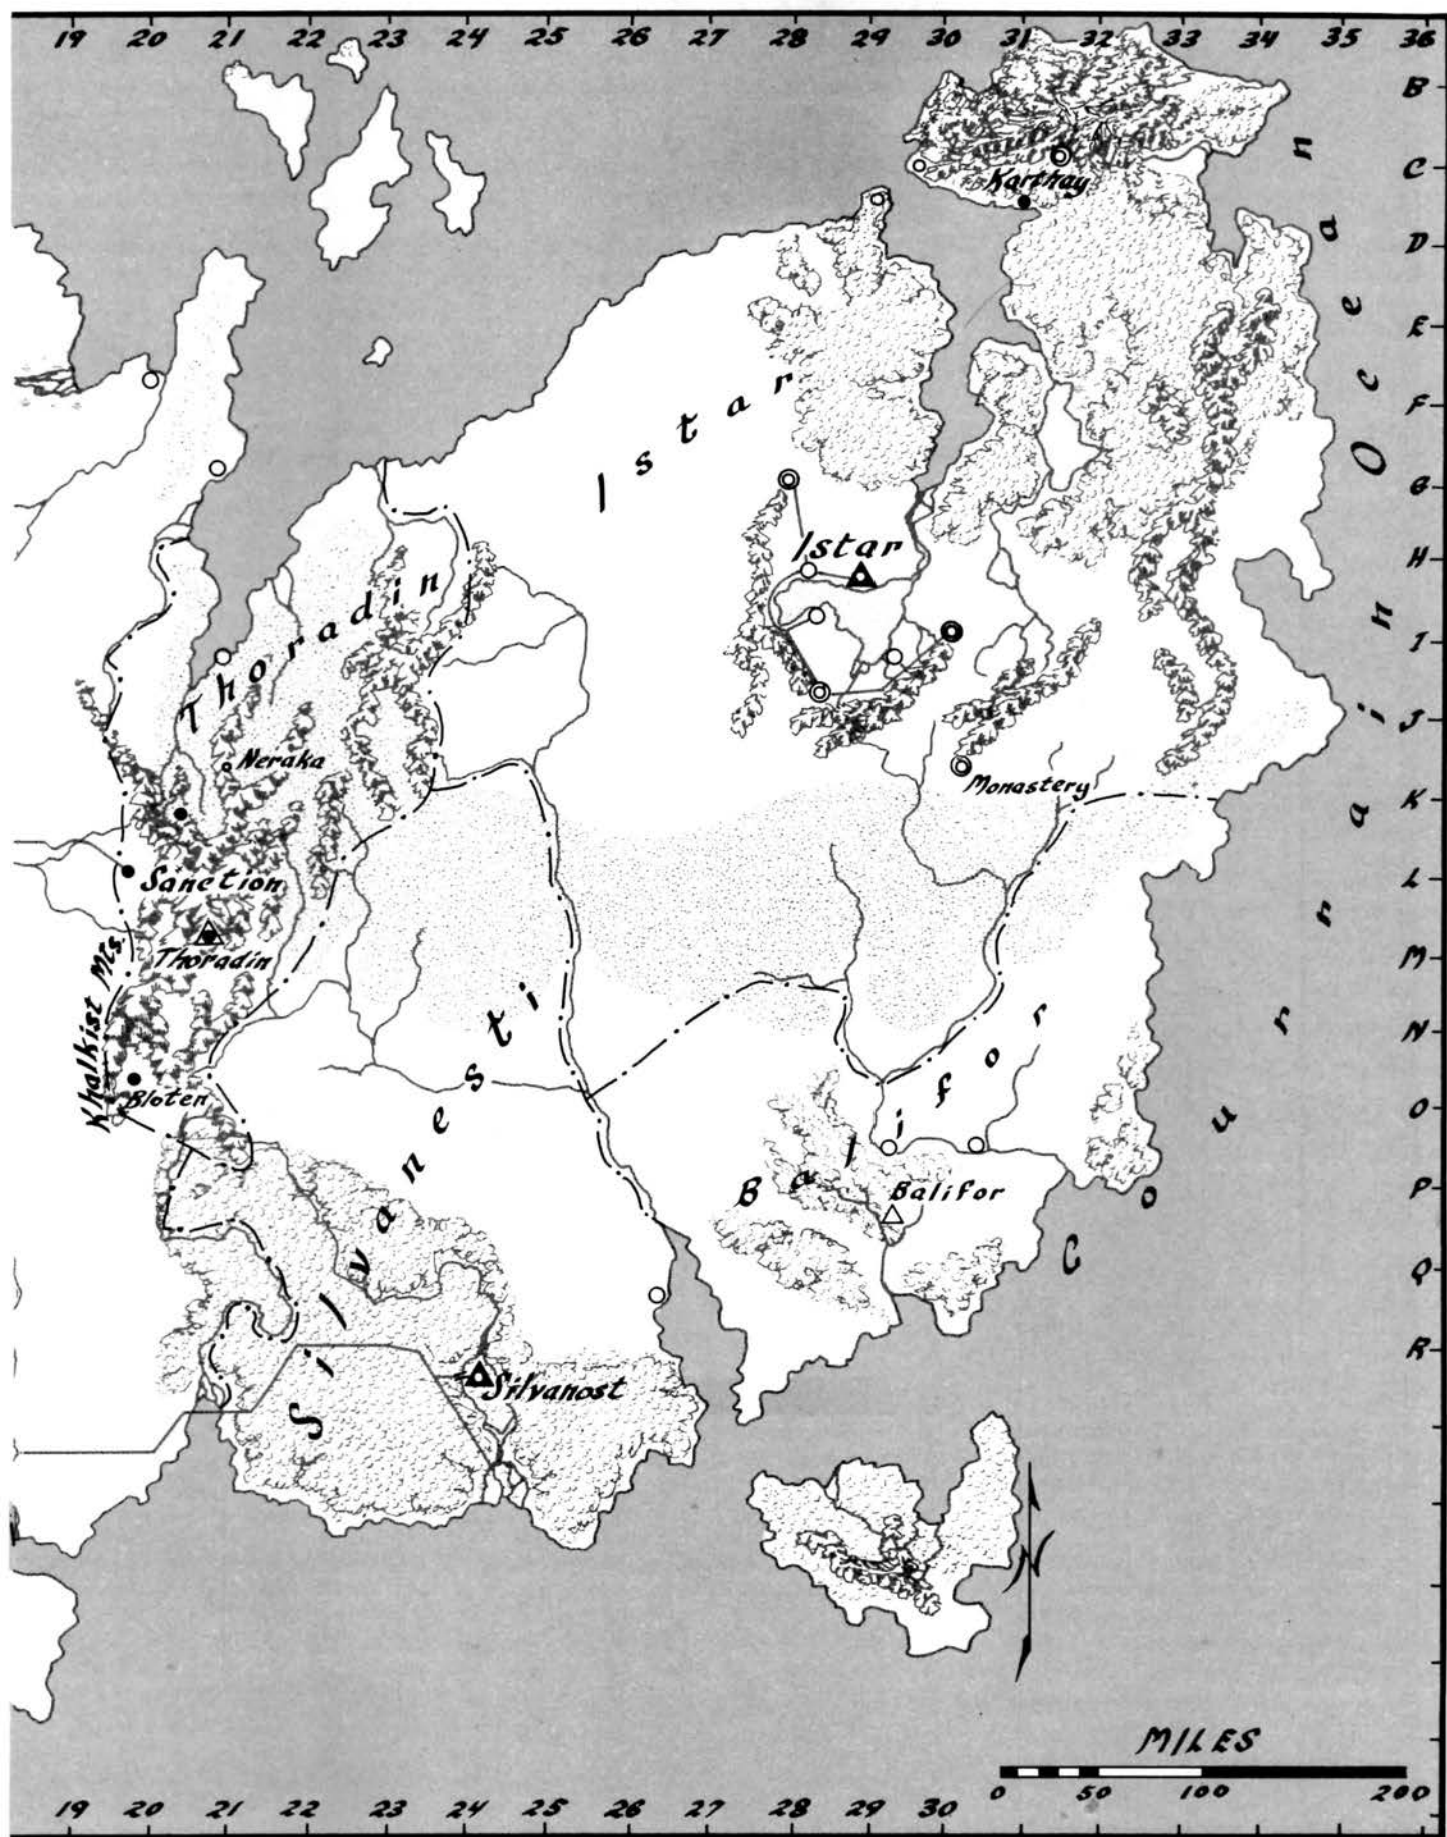 19 20 21 22 23 24 25 26 27 28 29 30 31 32 33 34 35 36
B
C
D
E
F
G
H
I
J
K
L
M
N
O
P
Q
R
Karthay
Istar
Istar
Thoradin
Neraka
Monastery
Sanction
Thoradin
Khalkist Mts.
Bloten
Silvanesti
Balifor
Balifor
Silvanost
Courrain Ocean
N
MILES
0 50 100 200
19 20 21 22 23 24 25 26 27 28 29 30